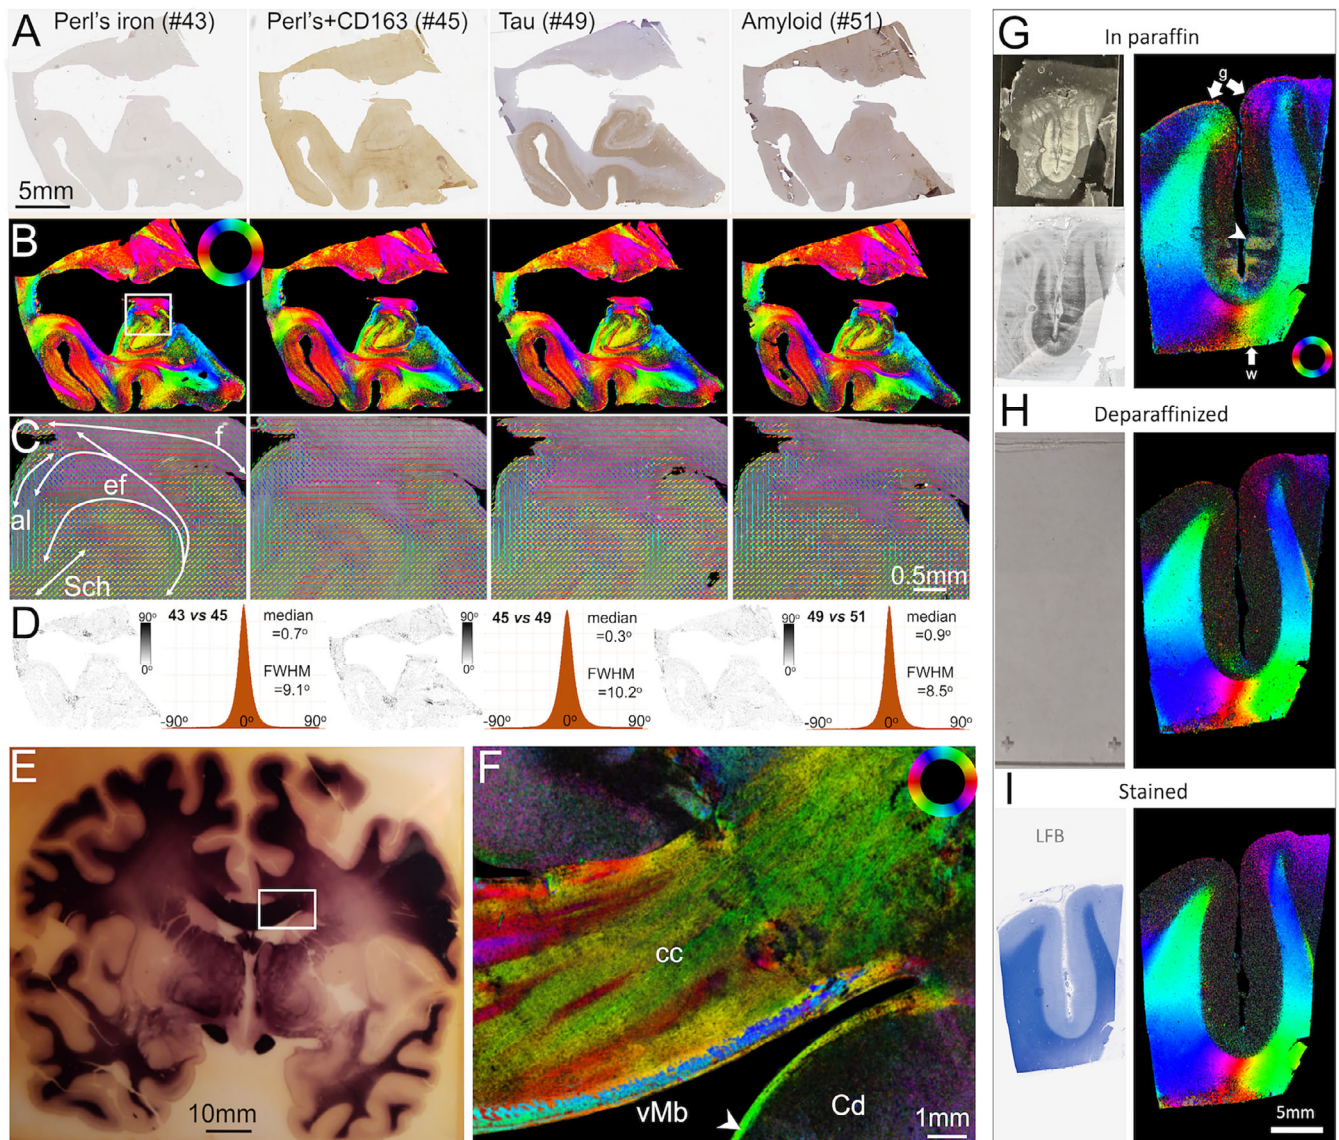 A
Perl's iron (#43)
Perl's+CD163 (#45)
Tau (#49)
Amyloid (#51)
5mm
B
C
f
ef
al
Sch
0.5mm
D
90°
0°
43 vs 45
-90°
0°
90°
median
=0.7°
FWHM
=9.1°
90°
0°
45 vs 49
-90°
0°
90°
median
=0.3°
FWHM
=10.2°
90°
0°
49 vs 51
-90°
0°
90°
median
=0.9°
FWHM
=8.5°
E
10mm
F
cc
vMb
Cd
1mm
G
In paraffin
g
w
H
Deparaffinized
I
Stained
LFB
5mm